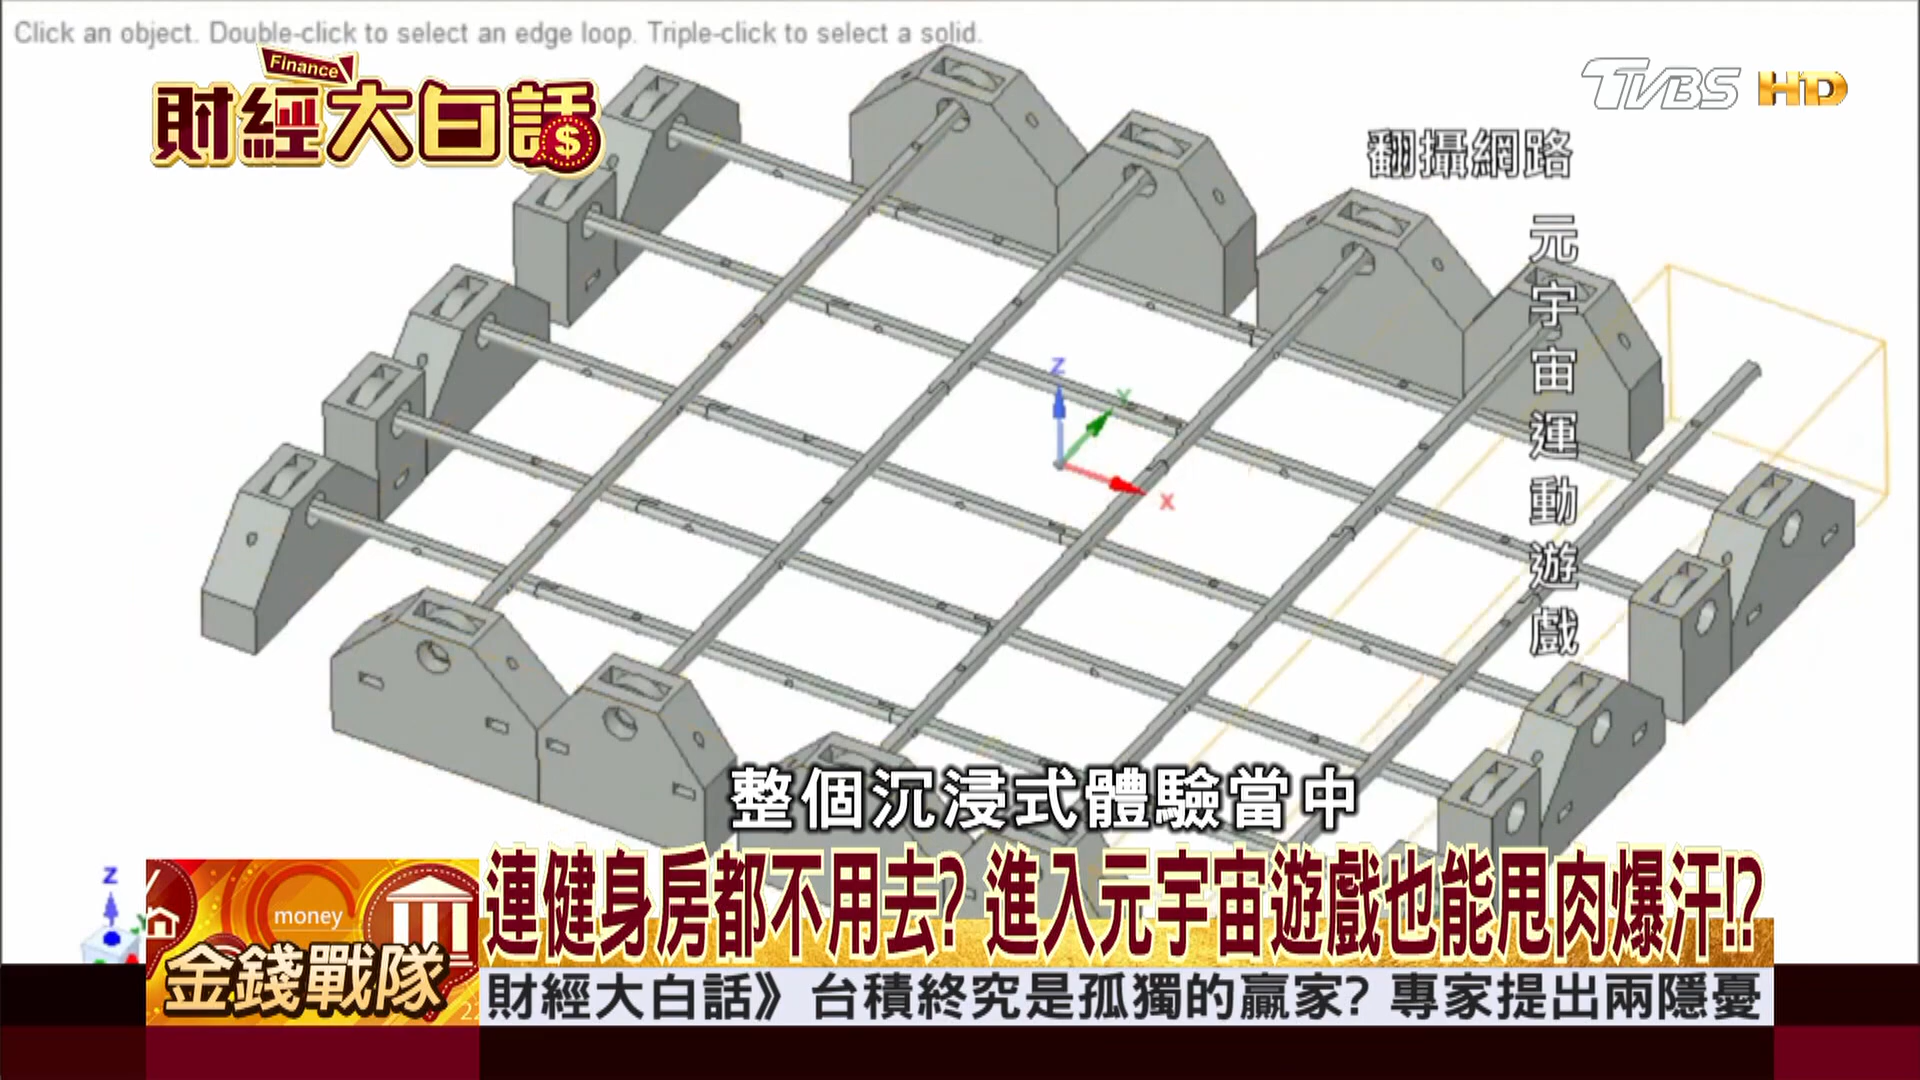 Click an object. Double-click to select an edge loop. Triple-click to select a solid.
Finance
財經大白話
$
TVBS HD
翻攝網路
元宇宙運動遊戲
Z
Y
X
整個沉浸式體驗當中
連健身房都不用去? 進入元宇宙遊戲也能甩肉爆汗!?
Z
money
金錢戰隊
財經大白話》台積終究是孤獨的贏家? 專家提出兩隱憂